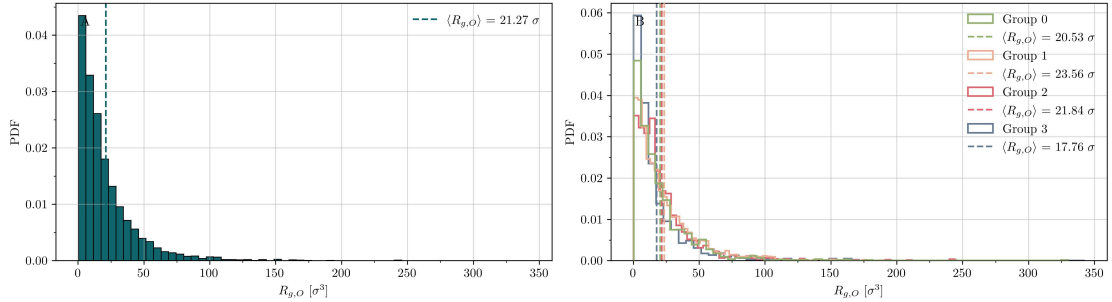 A
⟨R_{g,O}⟩ = 21.27 σ
PDF
0.04
0.03
0.02
0.01
0.00
0 50 100 150 200 250 300 350
R_{g,O} [σ³]
B
Group 0
⟨R_{g,O}⟩ = 20.53 σ
Group 1
⟨R_{g,O}⟩ = 23.56 σ
Group 2
⟨R_{g,O}⟩ = 21.84 σ
Group 3
⟨R_{g,O}⟩ = 17.76 σ
PDF
0.06
0.05
0.04
0.03
0.02
0.01
0.00
0 50 100 150 200 250 300 350
R_{g,O} [σ³]